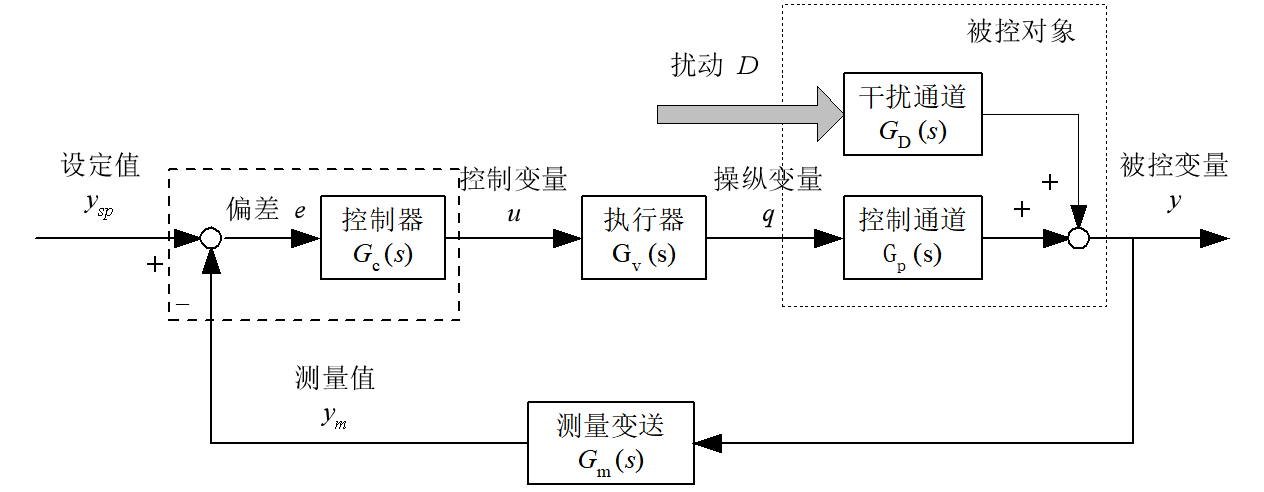 被控对象
扰动 D
干扰通道
G_D(s)
设定值
y_sp
偏差 e
控制变量
u
操纵变量
q
被控变量
y
控制器
G_c(s)
执行器
G_v(s)
控制通道
G_p(s)
+
+
+
−
测量值
y_m
测量变送
G_m(s)